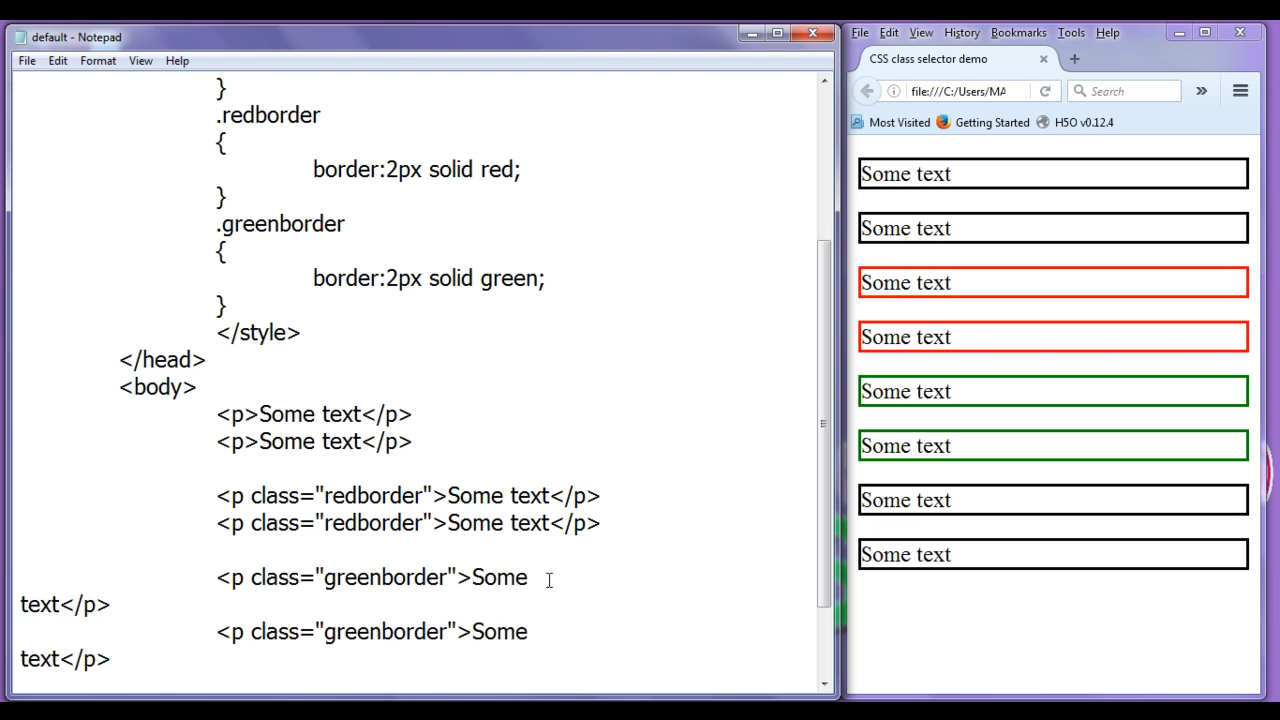 default - Notepad
File Edit Format View Help
}
.redborder
{
border:2px solid red;
}
.greenborder
{
border:2px solid green;
}
</style>
</head>
<body>
<p>Some text</p>
<p>Some text</p>
<p class="redborder">Some text</p>
<p class="redborder">Some text</p>
<p class="greenborder">Some
text</p>
<p class="greenborder">Some
text</p>
File Edit View History Bookmarks Tools Help
CSS class selector demo
file:///C:/Users/MA
Search
Most Visited Getting Started H5O v0.12.4
Some text
Some text
Some text
Some text
Some text
Some text
Some text
Some text